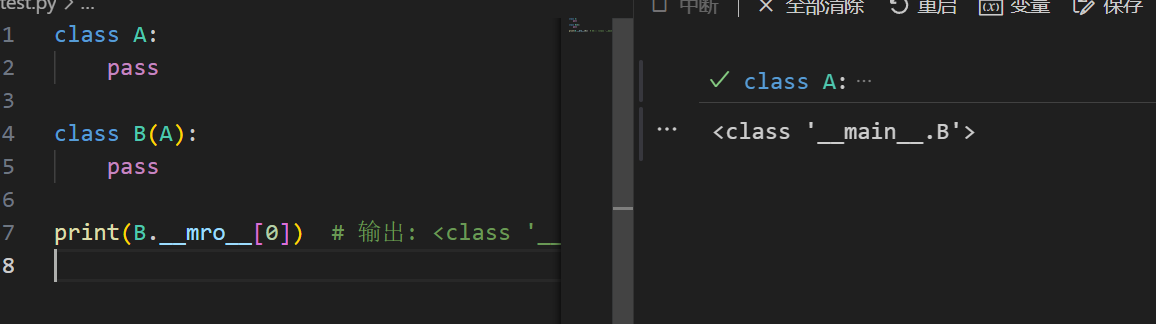 test.py > ...
中断 全部清除 重启 变量 保存
1 class A:
2 pass
3
4 class B(A):
5 pass
6
7 print(B.__mro__[0]) # 输出: <class '__
8
class A: ...
... <class '__main__.B'>